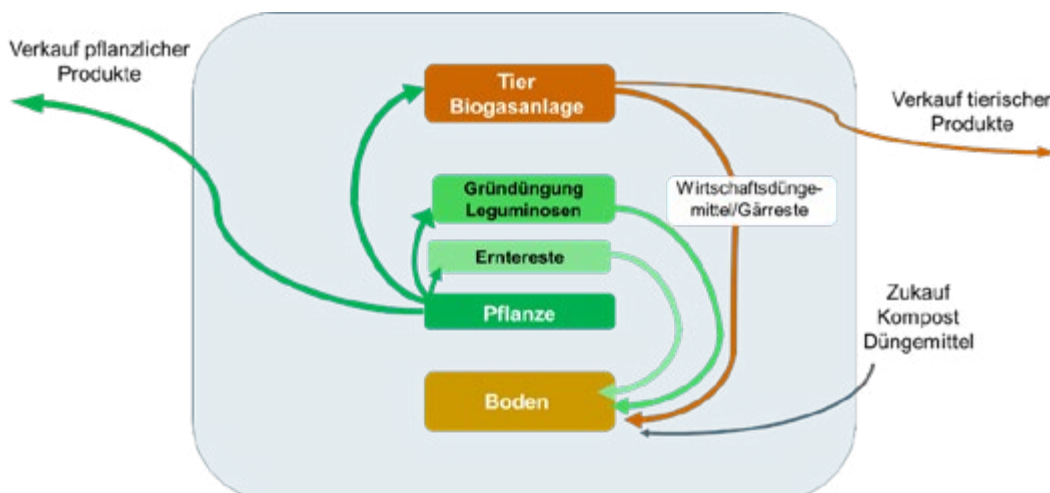 Verkauf pflanzlicher
Produkte
Tier
Biogasanlage
Verkauf tierischer
Produkte
Gründüngung
Leguminosen
Wirtschaftsdünge-
mittel/Gärreste
Erntereste
Pflanze
Zukauf
Kompost
Düngemittel
Boden